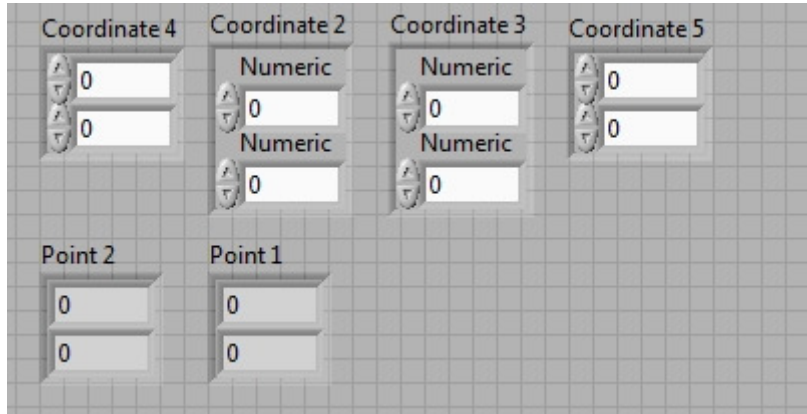 Coordinate 4 Coordinate 2 Coordinate 3 Coordinate 5
Numeric Numeric
0 0 0 0
0 Numeric Numeric 0
0 0
Point 2 Point 1
0 0
0 0